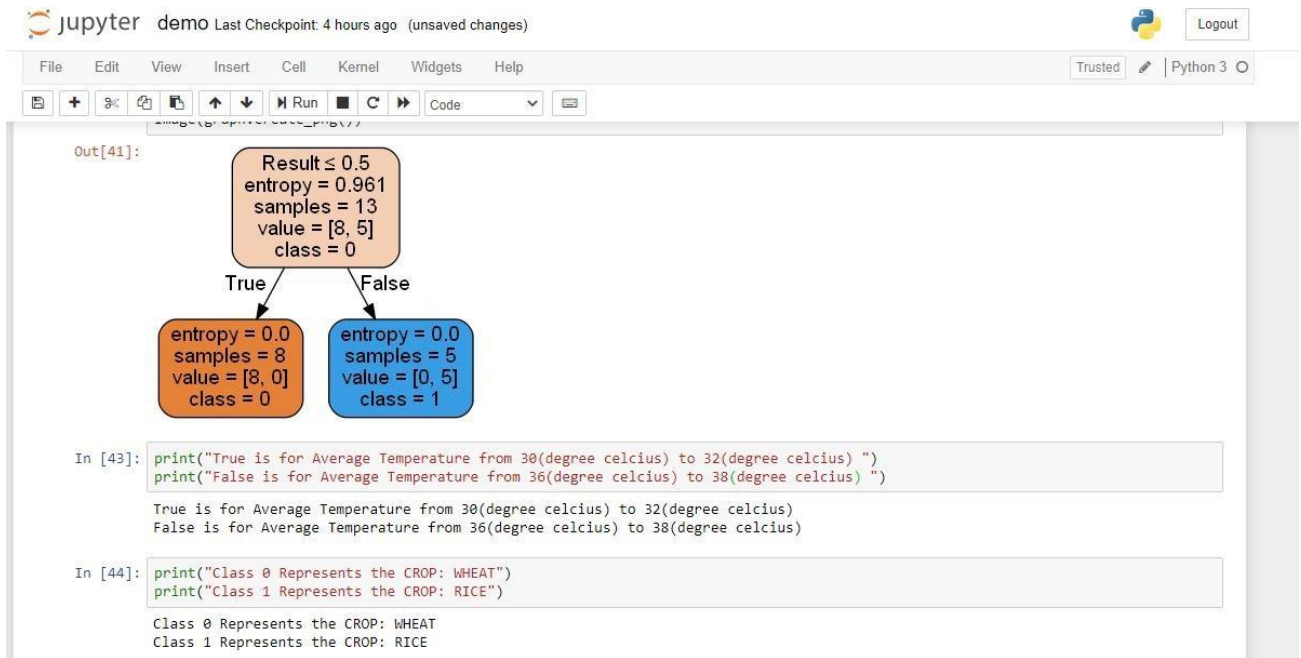 jupyter demo Last Checkpoint: 4 hours ago (unsaved changes) Logout
File Edit View Insert Cell Kernel Widgets Help Trusted Python 3
Run Code
Image(graph.create_png())
Out[41]:
Result ≤ 0.5
entropy = 0.961
samples = 13
value = [8, 5]
class = 0
True False
entropy = 0.0
samples = 8
value = [8, 0]
class = 0
entropy = 0.0
samples = 5
value = [0, 5]
class = 1
In [43]: print("True is for Average Temperature from 30(degree celcius) to 32(degree celcius) ")
print("False is for Average Temperature from 36(degree celcius) to 38(degree celcius) ")
True is for Average Temperature from 30(degree celcius) to 32(degree celcius)
False is for Average Temperature from 36(degree celcius) to 38(degree celcius)
In [44]: print("Class 0 Represents the CROP: WHEAT")
print("Class 1 Represents the CROP: RICE")
Class 0 Represents the CROP: WHEAT
Class 1 Represents the CROP: RICE